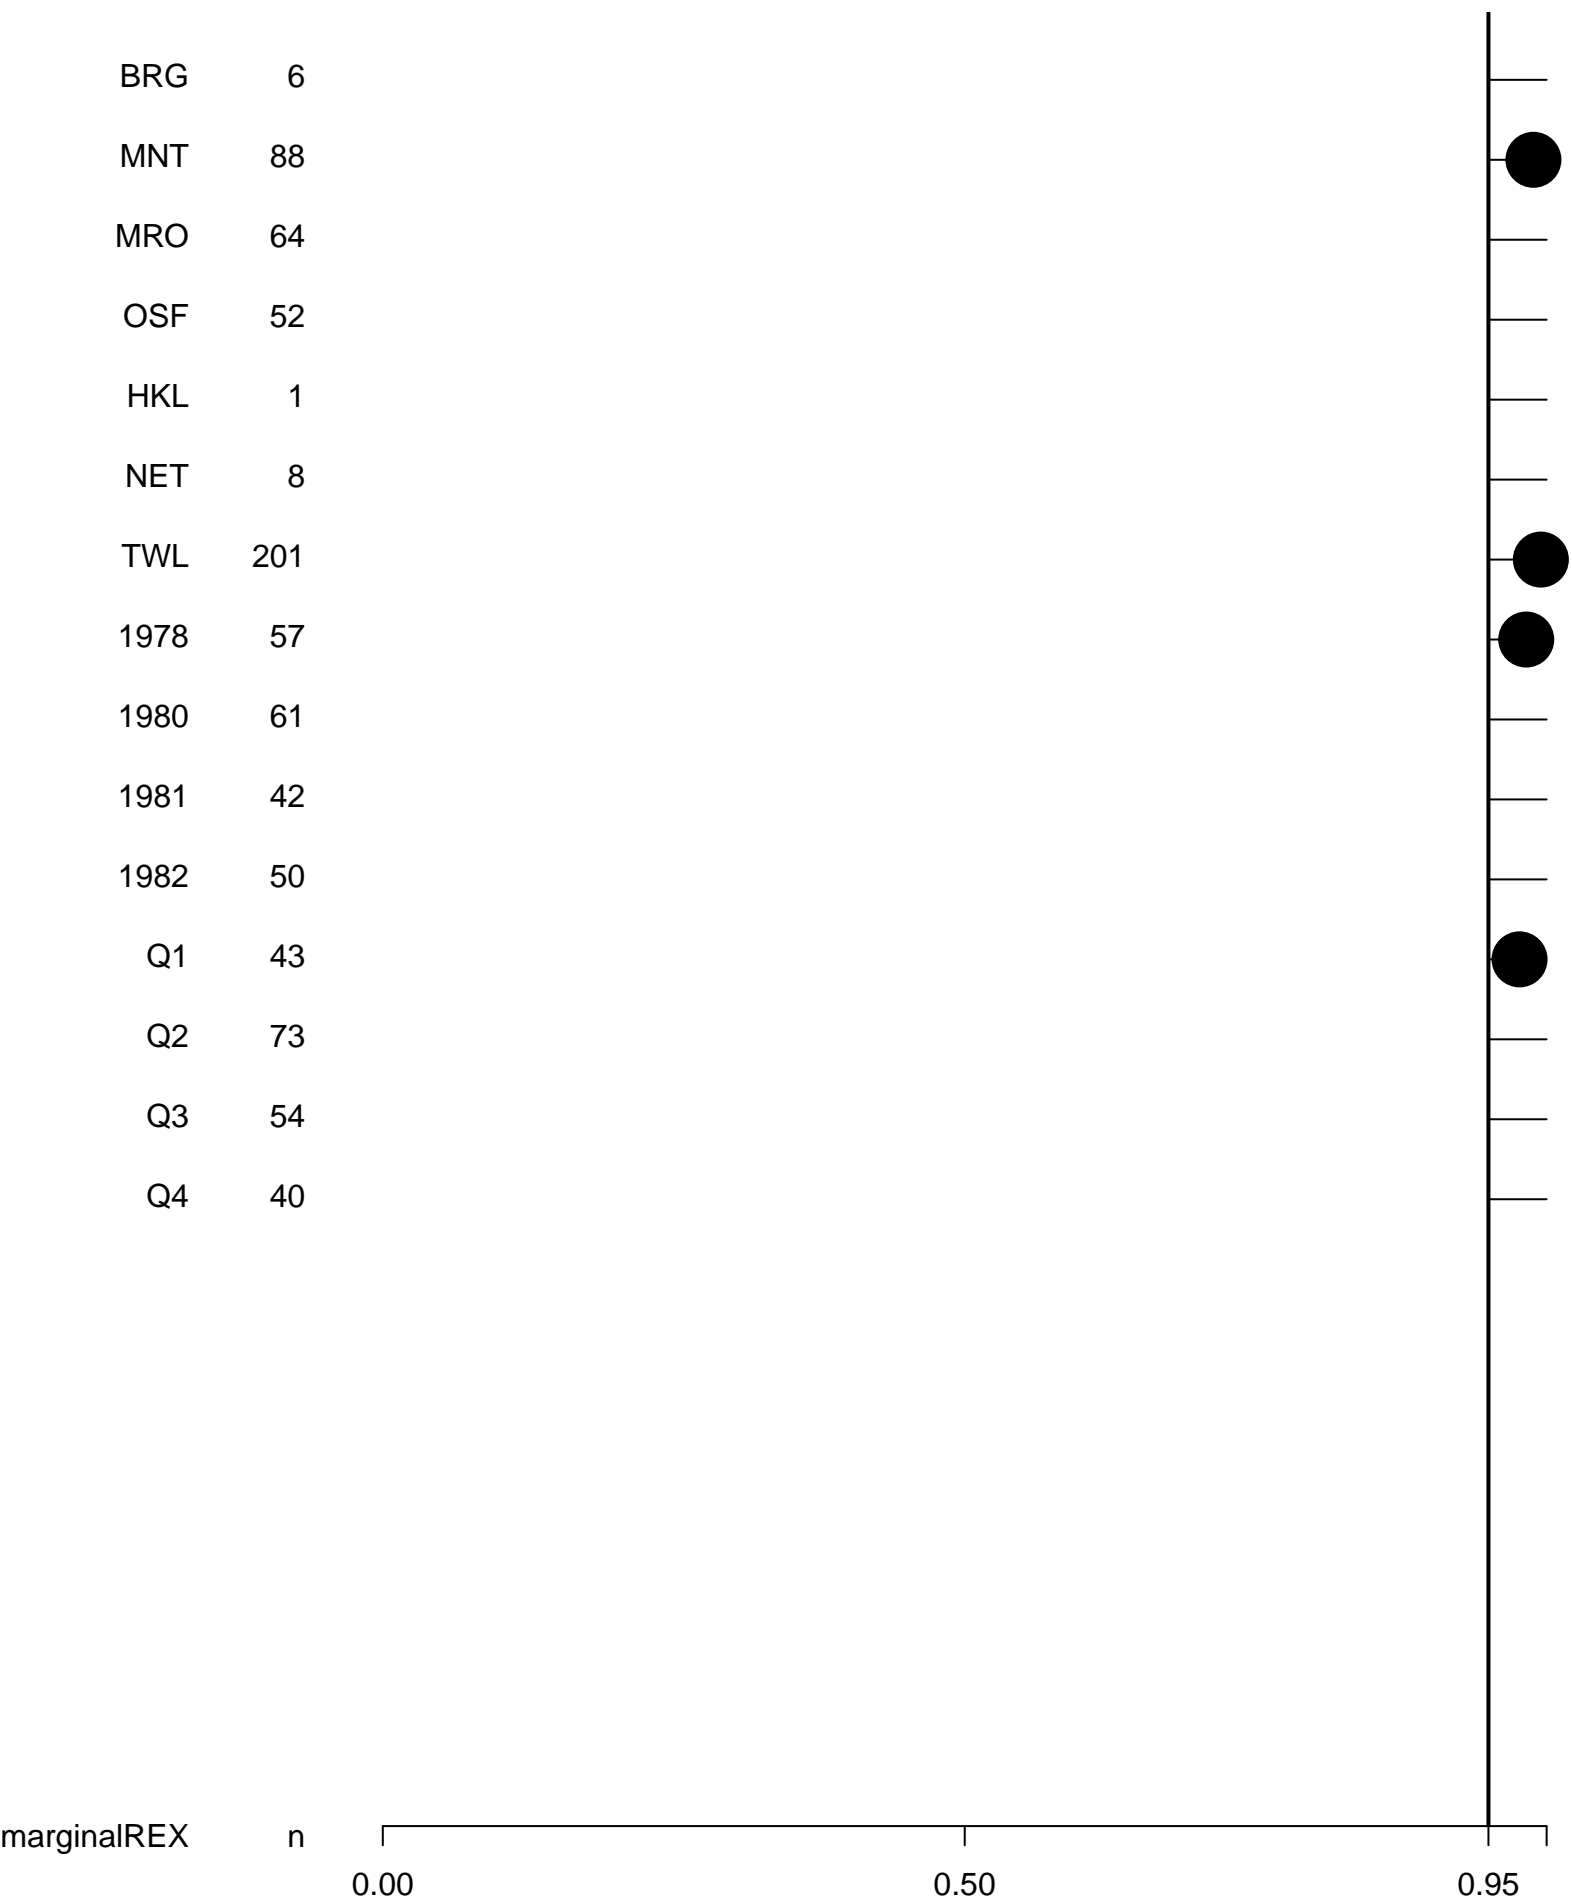 BRG 6
MNT 88
MRO 64
OSF 52
HKL 1
NET 8
TWL 201
1978 57
1980 61
1981 42
1982 50
Q1 43
Q2 73
Q3 54
Q4 40
marginalREX n
0.00 0.50 0.95